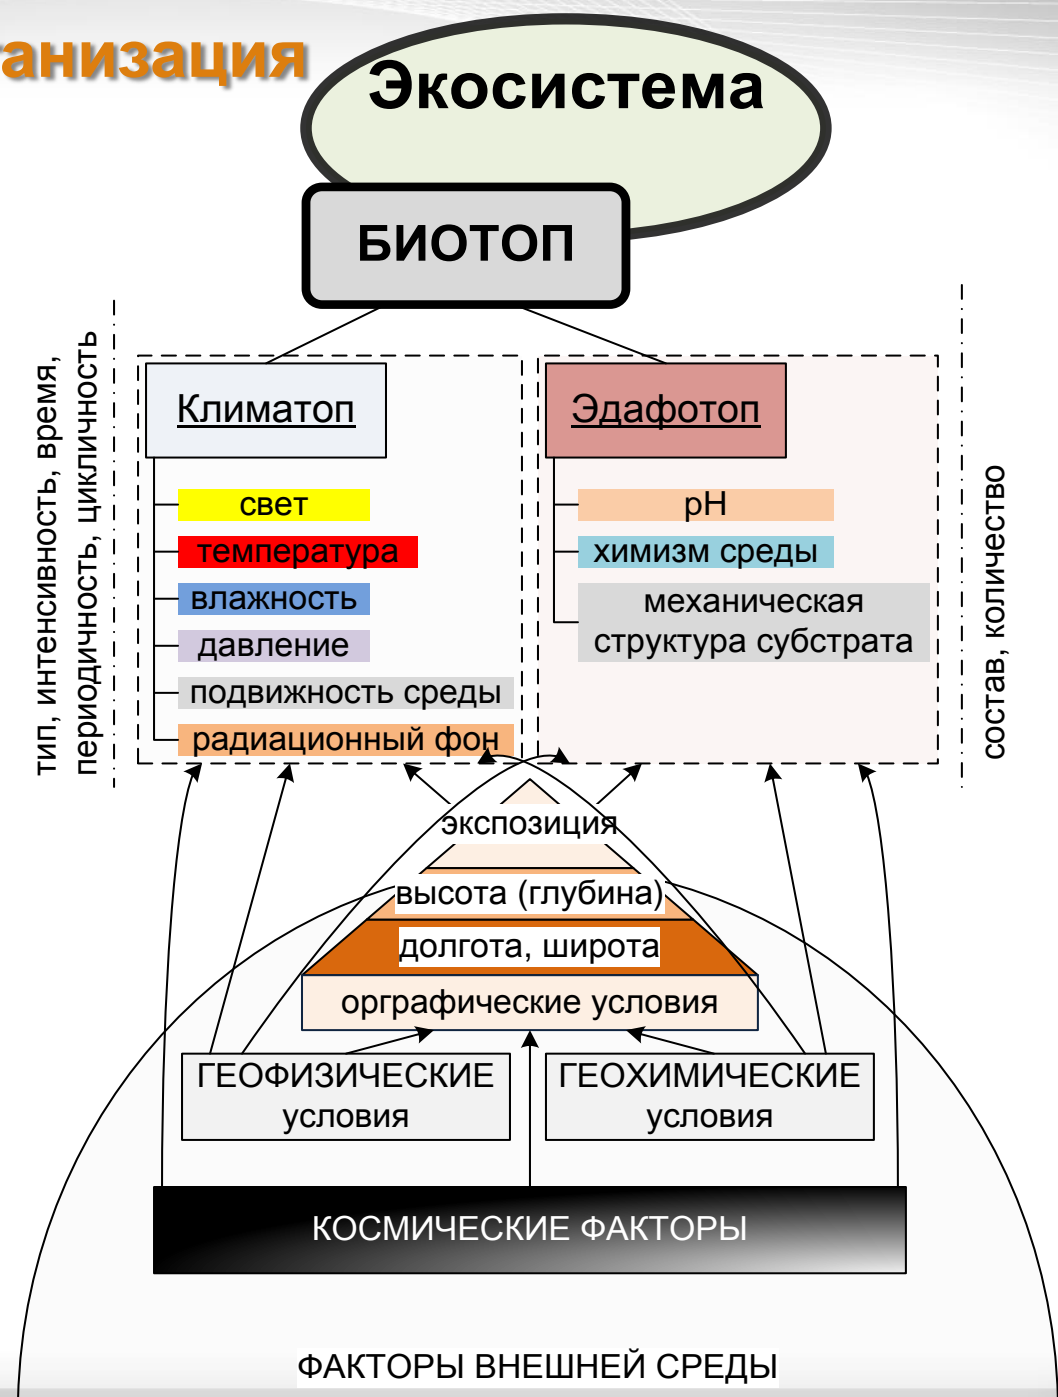 анизация
Экосистема
БИОТОП
тип, интенсивность, время,
периодичность, цикличность
Климатоп
свет
температура
влажность
давление
подвижность среды
радиационный фон
Эдафотоп
pH
химизм среды
механическая
структура субстрата
состав, количество
экспозиция
высота (глубина)
долгота, широта
орграфические условия
ГЕОФИЗИЧЕСКИЕ
условия
ГЕОХИМИЧЕСКИЕ
условия
КОСМИЧЕСКИЕ ФАКТОРЫ
ФАКТОРЫ ВНЕШНЕЙ СРЕДЫ